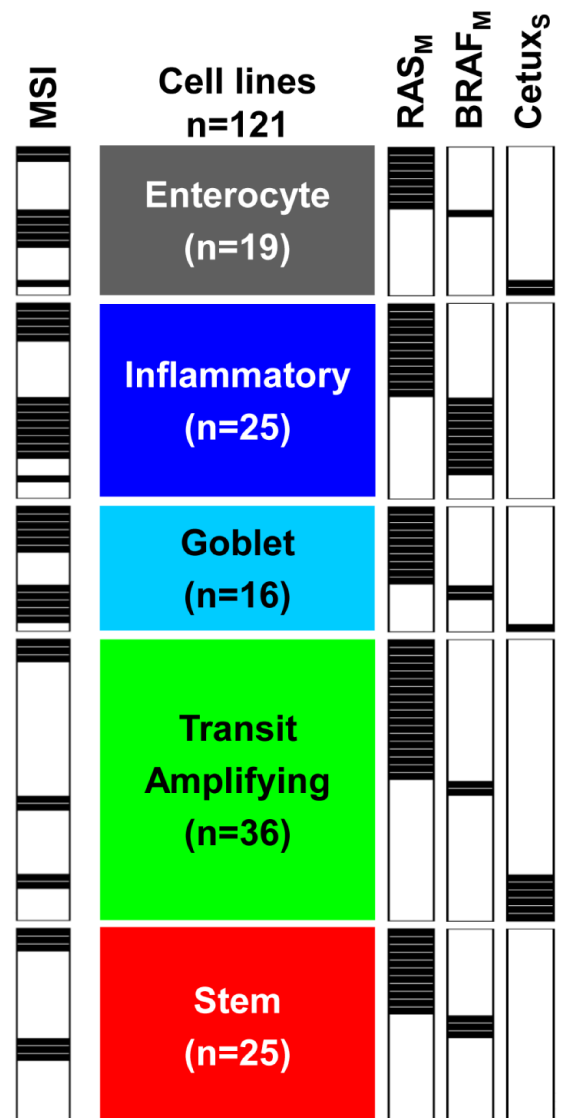 MSI
Cell lines
n=121
RAS_M
BRAF_M
Cetux_S
Enterocyte
(n=19)
Inflammatory
(n=25)
Goblet
(n=16)
Transit
Amplifying
(n=36)
Stem
(n=25)